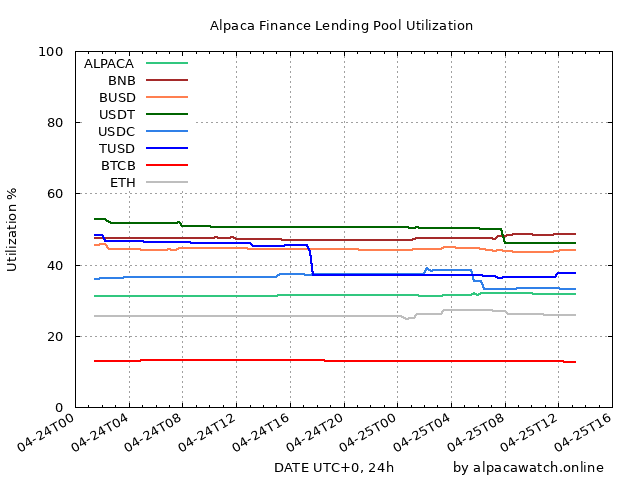 Alpaca Finance Lending Pool Utilization
Utilization %
100
80
60
40
20
0
ALPACA
BNB
BUSD
USDT
USDC
TUSD
BTCB
ETH
04-24T00
04-24T04
04-24T08
04-24T12
04-24T16
04-24T20
04-25T00
04-25T04
04-25T08
04-25T12
04-25T16
DATE UTC+0, 24h
by alpacawatch.online